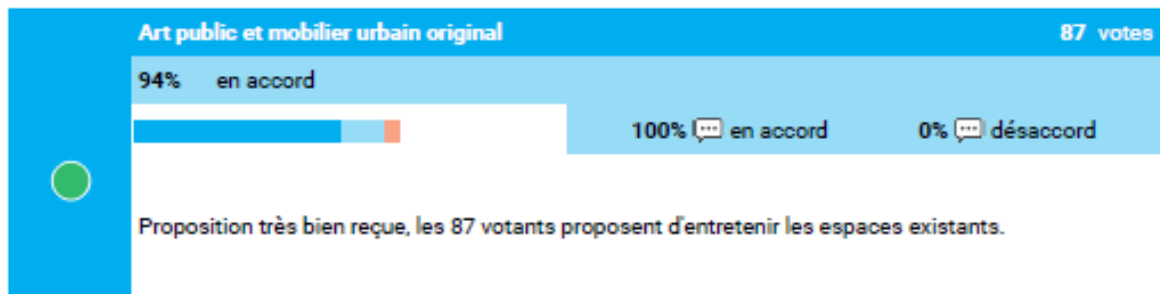 Art public et mobilier urbain original 87 votes
94% en accord
100% en accord 0% désaccord
Proposition très bien reçue, les 87 votants proposent d'entretenir les espaces existants.